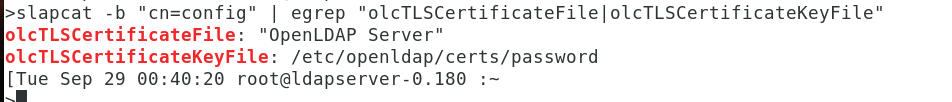 >slapcat -b "cn=config" | egrep "olcTLSCertificateFile|olcTLSCertificateKeyFile"
olcTLSCertificateFile: "OpenLDAP Server"
olcTLSCertificateKeyFile: /etc/openldap/certs/password
[Tue Sep 29 00:40:20 root@ldapserver-0.180 :~
>